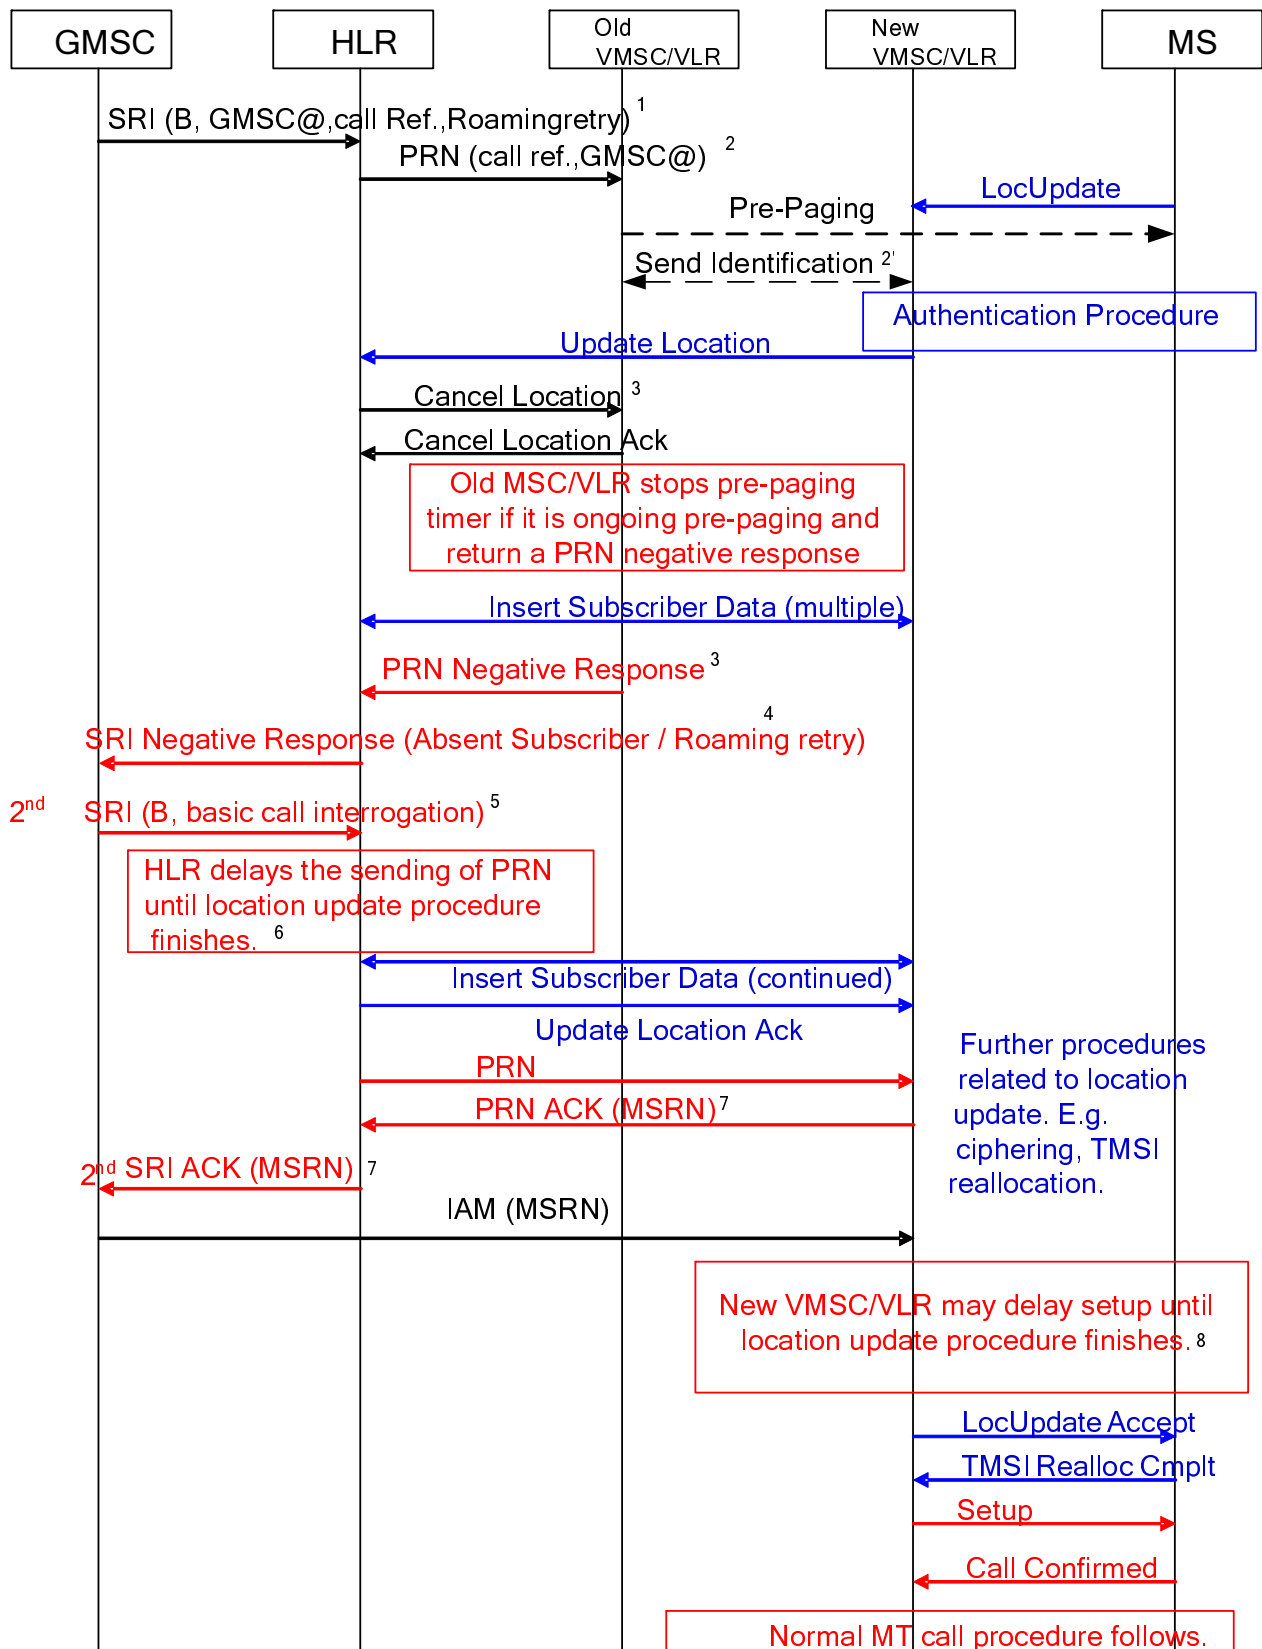 GMSC
HLR
Old
VMSC/VLR
New
VMSC/VLR
MS
SRI (B, GMSC@,call Ref.,Roamingretry) 1
PRN (call ref.,GMSC@) 2
LocUpdate
Pre-Paging
Send Identification 2'
Authentication Procedure
Update Location
Cancel Location 3
Cancel Location Ack
Old MSC/VLR stops pre-paging
timer if it is ongoing pre-paging and
return a PRN negative response
Insert Subscriber Data (multiple)
PRN Negative Response 3
4
SRI Negative Response (Absent Subscriber / Roaming retry)
2nd SRI (B, basic call interrogation) 5
HLR delays the sending of PRN
until location update procedure
finishes. 6
Insert Subscriber Data (continued)
Update Location Ack
Further procedures
related to location
update. E.g.
ciphering, TMSI
reallocation.
PRN
PRN ACK (MSRN) 7
2nd SRI ACK (MSRN) 7
IAM (MSRN)
New VMSC/VLR may delay setup until
location update procedure finishes. 8
LocUpdate Accept
TMSI Realloc Cmplt
Setup
Call Confirmed
Normal MT call procedure follows.